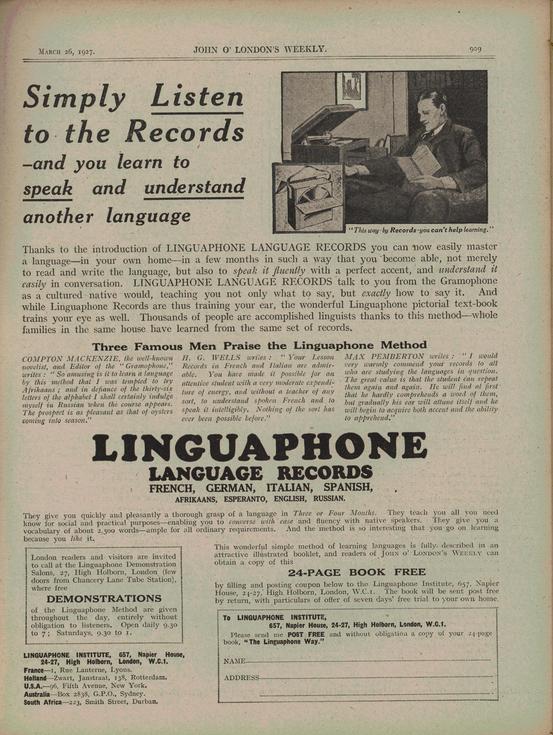 March 26, 1927.
JOHN O' LONDON'S WEEKLY.
909
Simply Listen
to the Records
–and you learn to
speak and understand
another language
"This way–by Records–you can't help learning."
Thanks to the introduction of LINGUAPHONE LANGUAGE RECORDS you can now easily master
a language—in your own home—in a few months in such a way that you become able, not merely
to read and write the language, but also to speak it fluently with a perfect accent, and understand it
easily in conversation. LINGUAPHONE LANGUAGE RECORDS talk to you from the Gramophone
as a cultured native would, teaching you not only what to say, but exactly how to say it. And
while Linguaphone Records are thus training your ear, the wonderful Linguaphone pictorial text-book
trains your eye as well. Thousands of people are accomplished linguists thanks to this method—whole
families in the same house have learned from the same set of records.
Three Famous Men Praise the Linguaphone Method
COMPTON MACKENZIE, the well-known
novelist, and Editor of the "Gramophone,"
writes: "So amusing is it to learn a language
by this method that I was tempted to try
Afrikaans; and in defiance of the thirty-six
letters of the alphabet I shall certainly indulge
myself in Russian when the course appears.
The prospect is as pleasant as that of oysters
coming into season."
H. G. WELLS writes: "Your Lesson
Records in French and Italian are admir-
able. You have made it possible for an
attentive student with a very moderate expendi-
ture of energy, and without a teacher of any
sort, to understand spoken French and to
speak it intelligibly. Nothing of the sort has
ever been possible before."
MAX PEMBERTON writes: "I would
very warmly commend your records to all
who are studying the languages in question.
The great value is that the student can repeat
them again and again. He will find at first
that he hardly comprehends a word of them,
but gradually his ear will attune itself and he
will begin to acquire both accent and the ability
to apprehend."
LINGUAPHONE
LANGUAGE RECORDS
FRENCH, GERMAN, ITALIAN, SPANISH,
AFRIKAANS, ESPERANTO, ENGLISH, RUSSIAN.
They give you quickly and pleasantly a thorough grasp of a language in Three or Four Months. They teach you all you need
know for social and practical purposes—enabling you to converse with ease and fluency with native speakers. They give you a
vocabulary of about 2,500 words—ample for all ordinary requirements. And the method is so interesting that you go on learning
because you like it.
London readers and visitors are invited
to call at the Linguaphone Demonstration
Salons, 27, High Holborn, London (few
doors from Chancery Lane Tube Station),
where free
DEMONSTRATIONS
of the Linguaphone Method are given
throughout the day, entirely without
obligation to listeners. Open daily 9.30
to 7; Saturdays, 9.30 to 1.
LINGUAPHONE INSTITUTE, 657, Napier House,
24-27, High Holborn, London, W.C.1.
France—1, Rue Lanterne, Lyons.
Holland—Zwart, Janstraat, 138, Rotterdam.
U.S.A.—96, Fifth Avenue, New York.
Australia—Box 2838, G.P.O., Sydney.
South Africa—223, Smith Street, Durban.
This wonderful simple method of learning languages is fully described in an
attractive illustrated booklet, and readers of John o' London's Weekly can
obtain a copy of this
24-PAGE BOOK FREE
by filling and posting coupon below to the Linguaphone Institute, 657, Napier
House, 24-27, High Holborn, London, W.C.1. The book will be sent post free
by return, with particulars of offer of seven days' free trial to your own home.
To LINGUAPHONE INSTITUTE,
657, Napier House, 24-27, High Holborn, London, W.C.1.
Please send me POST FREE and without obligation a copy of your 24-page
book, "The Linguaphone Way."
NAME
ADDRESS